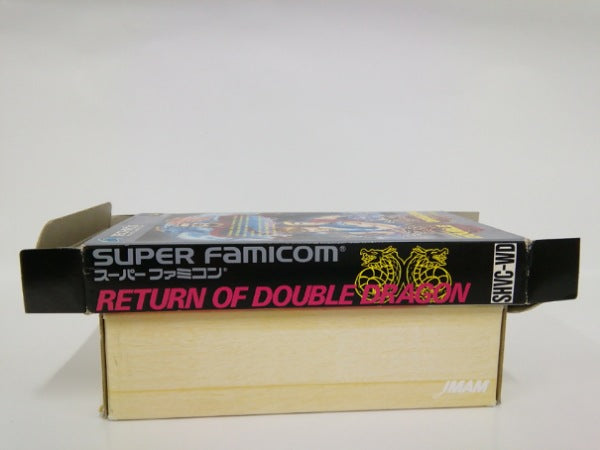 SUPER FAMICOM®
スーパーファミコン®
RETURN OF DOUBLE DRAGON
SHVC-WD
JMAM